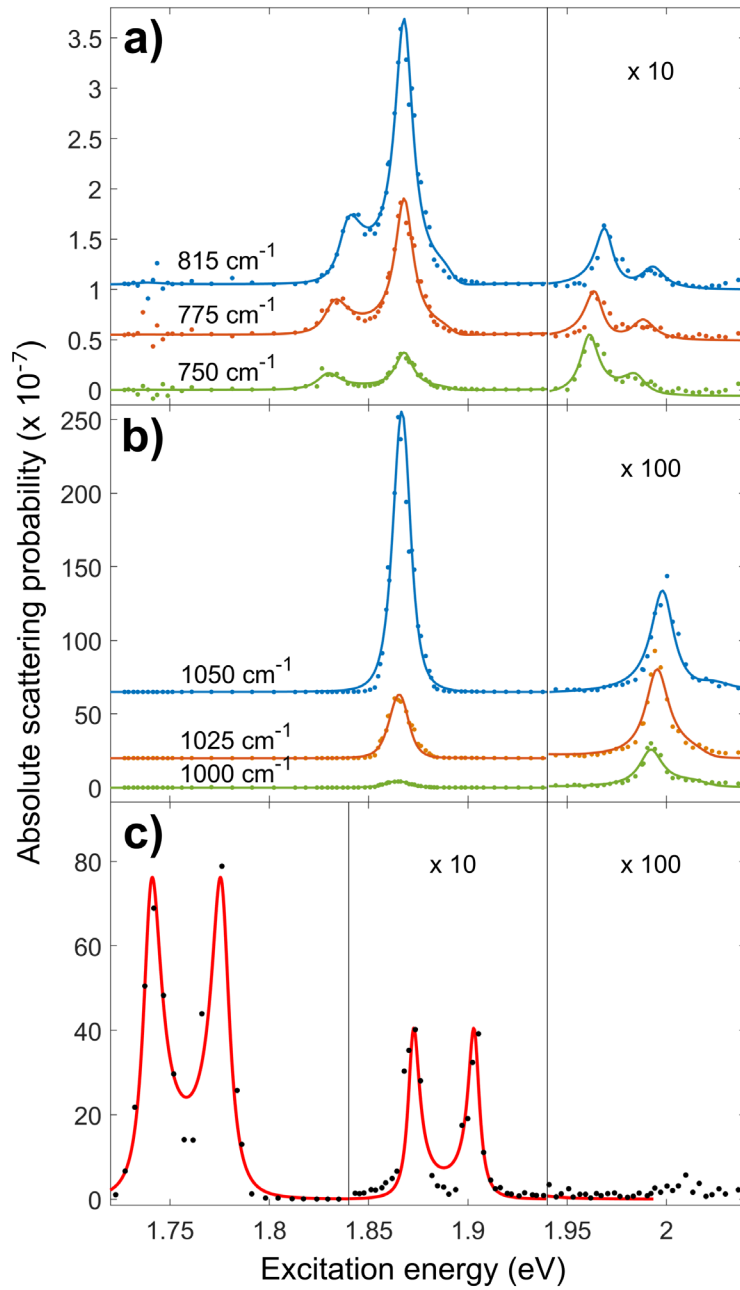 a)
x 10
3.5
3
2.5
2
1.5
815 cm-1
1
775 cm-1
0.5
750 cm-1
0
b)
x 100
250
200
150
100
1050 cm-1
50
1025 cm-1
1000 cm-1
0
c)
x 10
x 100
80
60
40
20
0
1.75
1.8
1.85
1.9
1.95
2
Excitation energy (eV)
Absolute scattering probability (x 10-7)